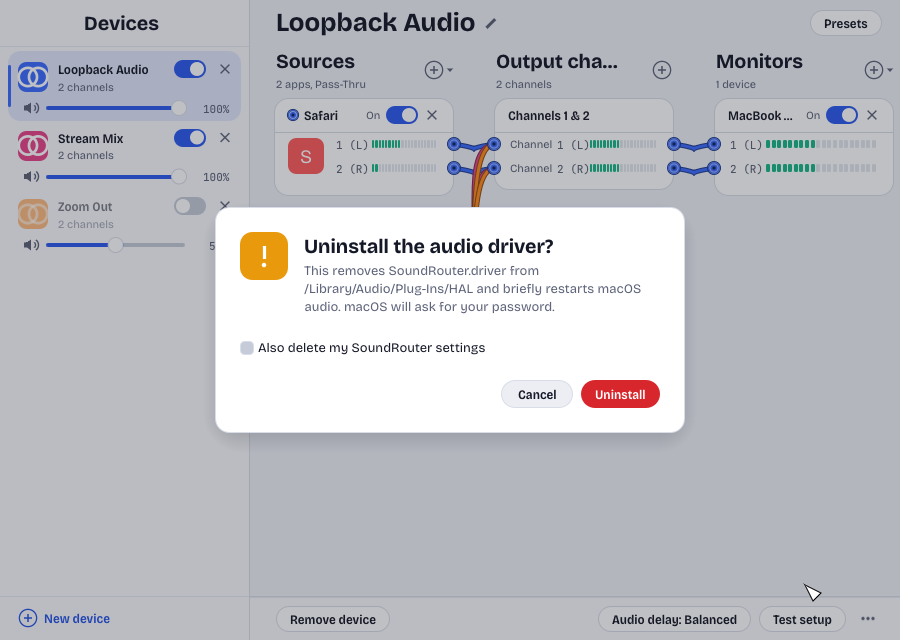 Devices
Loopback Audio
2 channels
100%
Stream Mix
2 channels
100%
Zoom Out
2 channels
New device
Loopback Audio
Presets
Sources
2 apps, Pass-Thru
Output cha...
2 channels
Monitors
1 device
Safari
On
S
1 (L)
2 (R)
Channels 1 & 2
Channel 1 (L)
Channel 2 (R)
MacBook ...
On
1 (L)
2 (R)
!
Uninstall the audio driver?
This removes SoundRouter.driver from
/Library/Audio/Plug-Ins/HAL and briefly restarts macOS
audio. macOS will ask for your password.
Also delete my SoundRouter settings
Cancel
Uninstall
Remove device
Audio delay: Balanced
Test setup